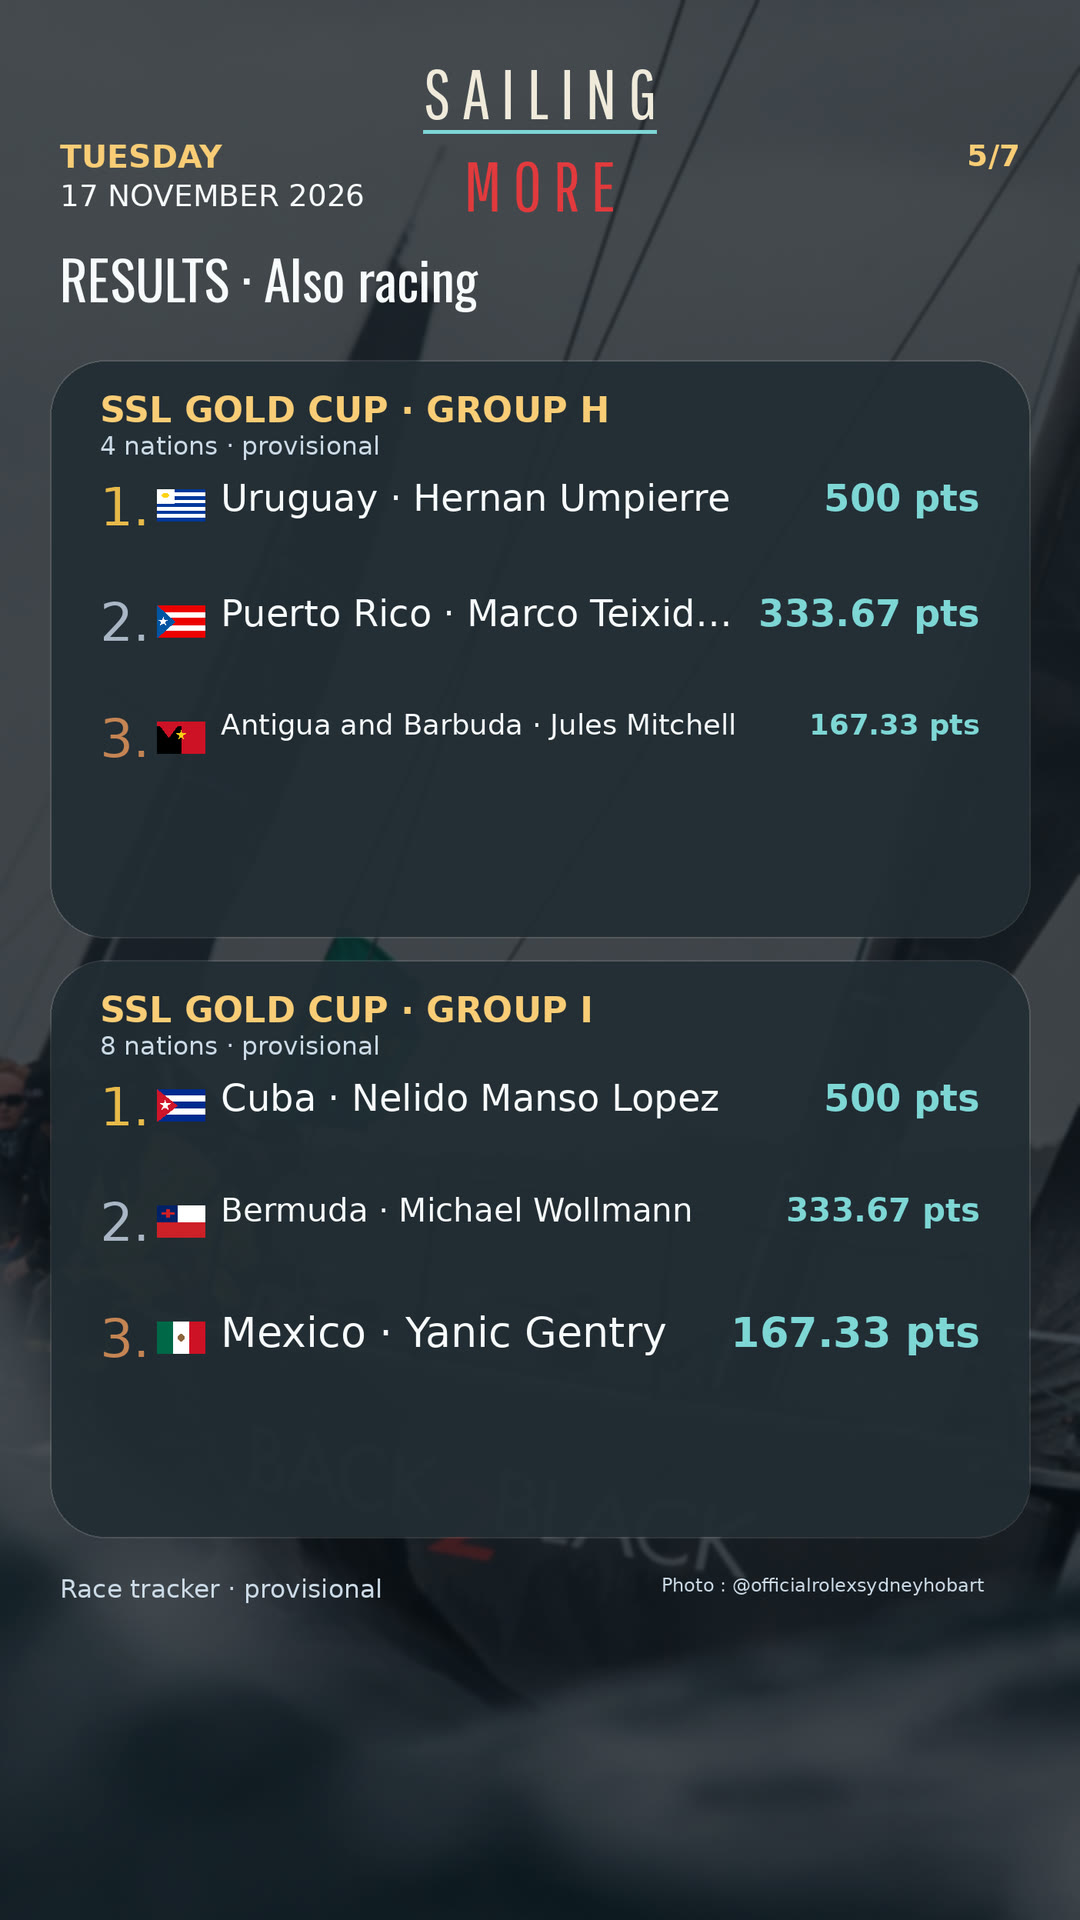 SAILING
MORE
TUESDAY
17 NOVEMBER 2026
5/7
RESULTS · Also racing
SSL GOLD CUP · GROUP H
4 nations · provisional
1. Uruguay · Hernan Umpierre 500 pts
2. Puerto Rico · Marco Teixid... 333.67 pts
3. Antigua and Barbuda · Jules Mitchell 167.33 pts
SSL GOLD CUP · GROUP I
8 nations · provisional
1. Cuba · Nelido Manso Lopez 500 pts
2. Bermuda · Michael Wollmann 333.67 pts
3. Mexico · Yanic Gentry 167.33 pts
BACK 2 BLACK
Race tracker · provisional
Photo : @officialrolexsydneyhobart